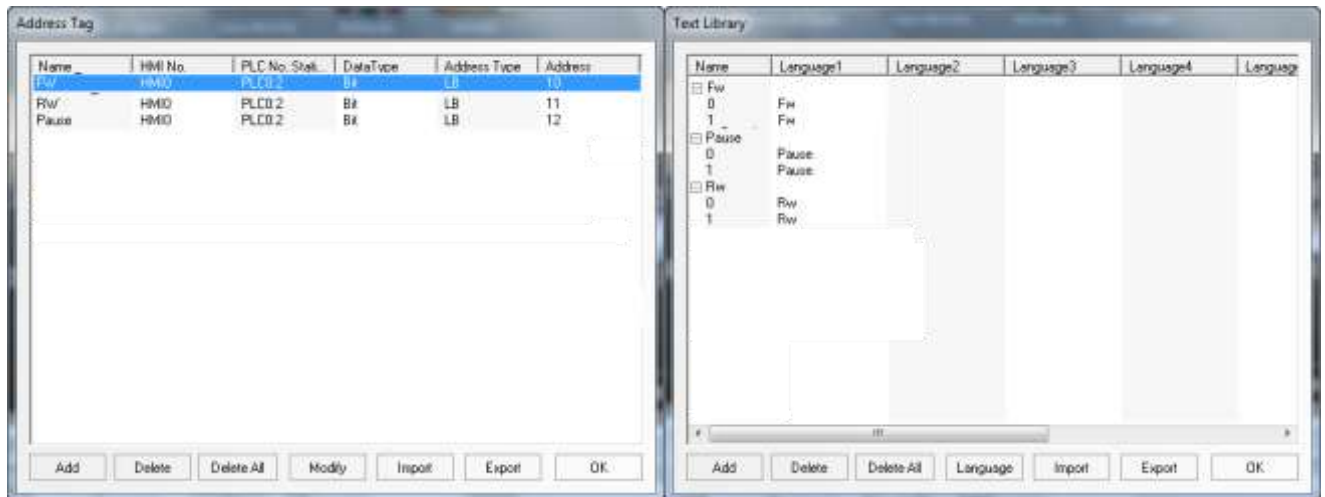 Address Tag
Name HMI No. PLC No. Stati... DataType Address Type Address
FW HMI0 PLC0:2 Bit LB 10
RW HMI0 PLC0:2 Bit LB 11
Pause HMI0 PLC0:2 Bit LB 12
Add Delete Delete All Modify Import Export OK
Text Library
Name Language1 Language2 Language3 Language4 Language
Fw
0 Fw
1 Fw
Pause
0 Pause
1 Pause
Rw
0 Rw
1 Rw
Add Delete Delete All Language Import Export OK